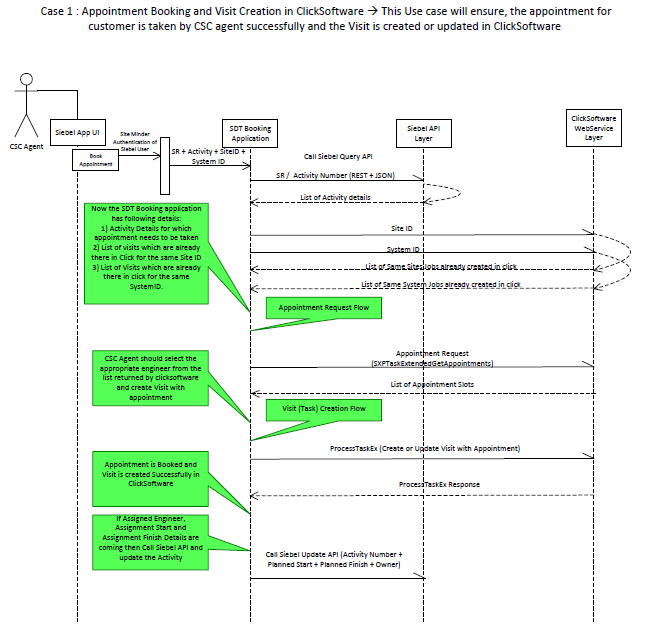 Case 1 : Appointment Booking and Visit Creation in ClickSoftware → This Use case will ensure, the appointment for
customer is taken by CSC agent successfully and the Visit is created or updated in ClickSoftware
CSC Agent
Siebel App UI
Site Minder
Authentication of
Siebel User
Book
Appointment
SDT Booking
Application
Siebel API
Layer
ClickSoftware
WebService
Layer
SR + Activity + SiteID +
System ID
Call Siebel Query API
SR / Activity Number (REST + JSON)
List of Activity details
Now the SDT Booking application
has following details:
1) Activity Details for which
appointment needs to be taken
2) List of visits which are already
there in Click for the same Site ID
3) List of Visits which are already
there in click for the same
SystemID.
Site ID
System ID
List of Same Sites Jobs already created in click
List of Same System Jobs already created in click
Appointment Request Flow
CSC Agent should select the
appropriate engineer from the
list returned by clicksoftware
and create Visit with
appointment
Appointment Request
(SXPTaskExtendedGetAppointments)
List of Appointment Slots
Visit (Task) Creation Flow
ProcessTaskEx (Create or Update Visit with Appointment)
Appointment is Booked and
Visit is created Successfully in
ClickSoftware
ProcessTaskEx Response
If Assigned Engineer,
Assignment Start and
Assignment Finish Details are
coming then Call Siebel API and
update the Activity
Call Siebel Update API (Activity Number +
Planned Start + Planned Finish + Owner)